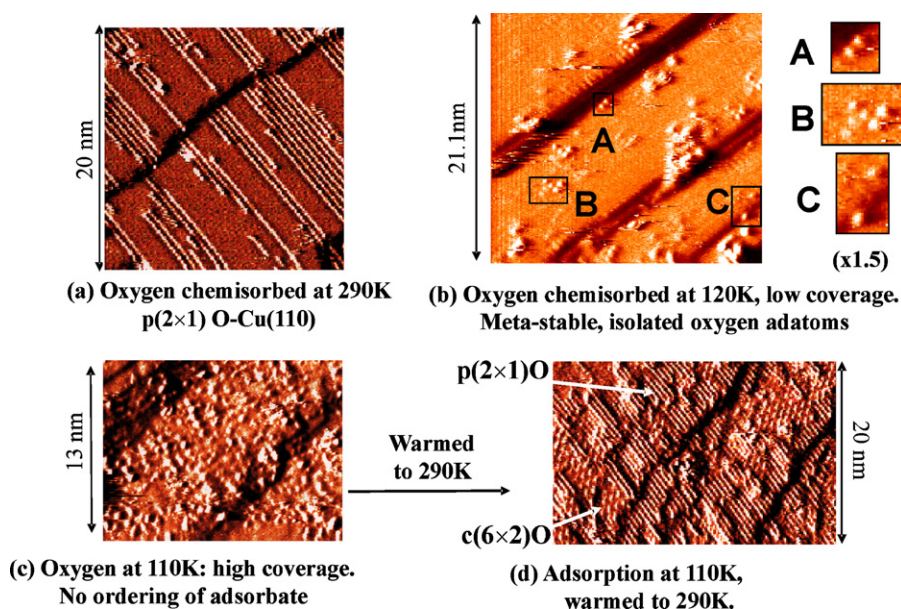 20 nm
(a) Oxygen chemisorbed at 290K
p(2×1) O-Cu(110)
21.1nm
A
B
C
A
B
C
(x1.5)
(b) Oxygen chemisorbed at 120K, low coverage.
Meta-stable, isolated oxygen adatoms
13 nm
(c) Oxygen at 110K: high coverage.
No ordering of adsorbate
Warmed
to 290K
p(2×1)O
c(6×2)O
20 nm
(d) Adsorption at 110K,
warmed to 290K.